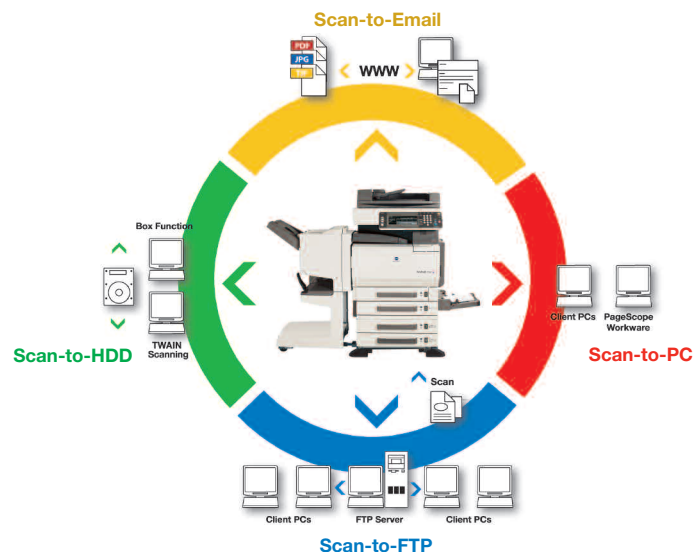 Scan-to-Email
PDF
JPG
TIF
WWW
Box Function
TWAIN
Scanning
Scan-to-HDD
Client PCs
PageScope
Workware
Scan-to-PC
Scan
Client PCs
FTP Server
Client PCs
Scan-to-FTP